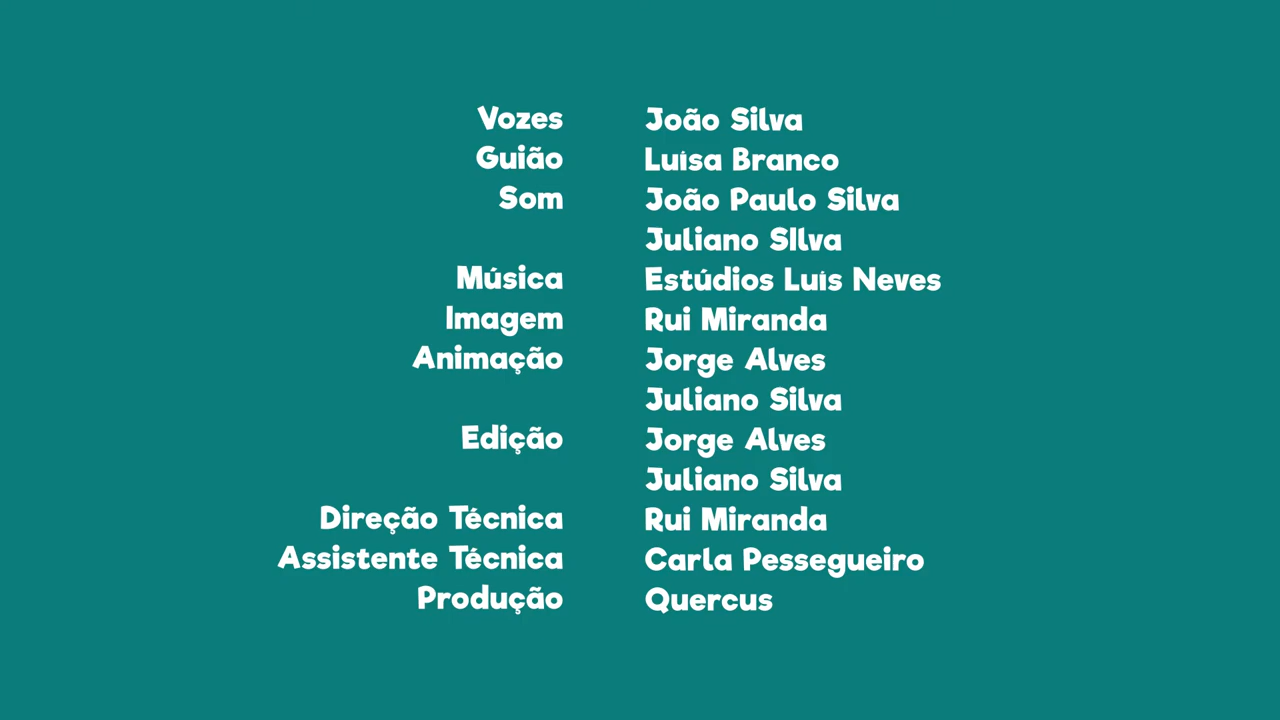 Vozes João Silva
Guião Luísa Branco
Som João Paulo Silva
Juliano SIlva
Música Estúdios Luís Neves
Imagem Rui Miranda
Animação Jorge Alves
Juliano Silva
Edição Jorge Alves
Juliano Silva
Direção Técnica Rui Miranda
Assistente Técnica Carla Pessegueiro
Produção Quercus